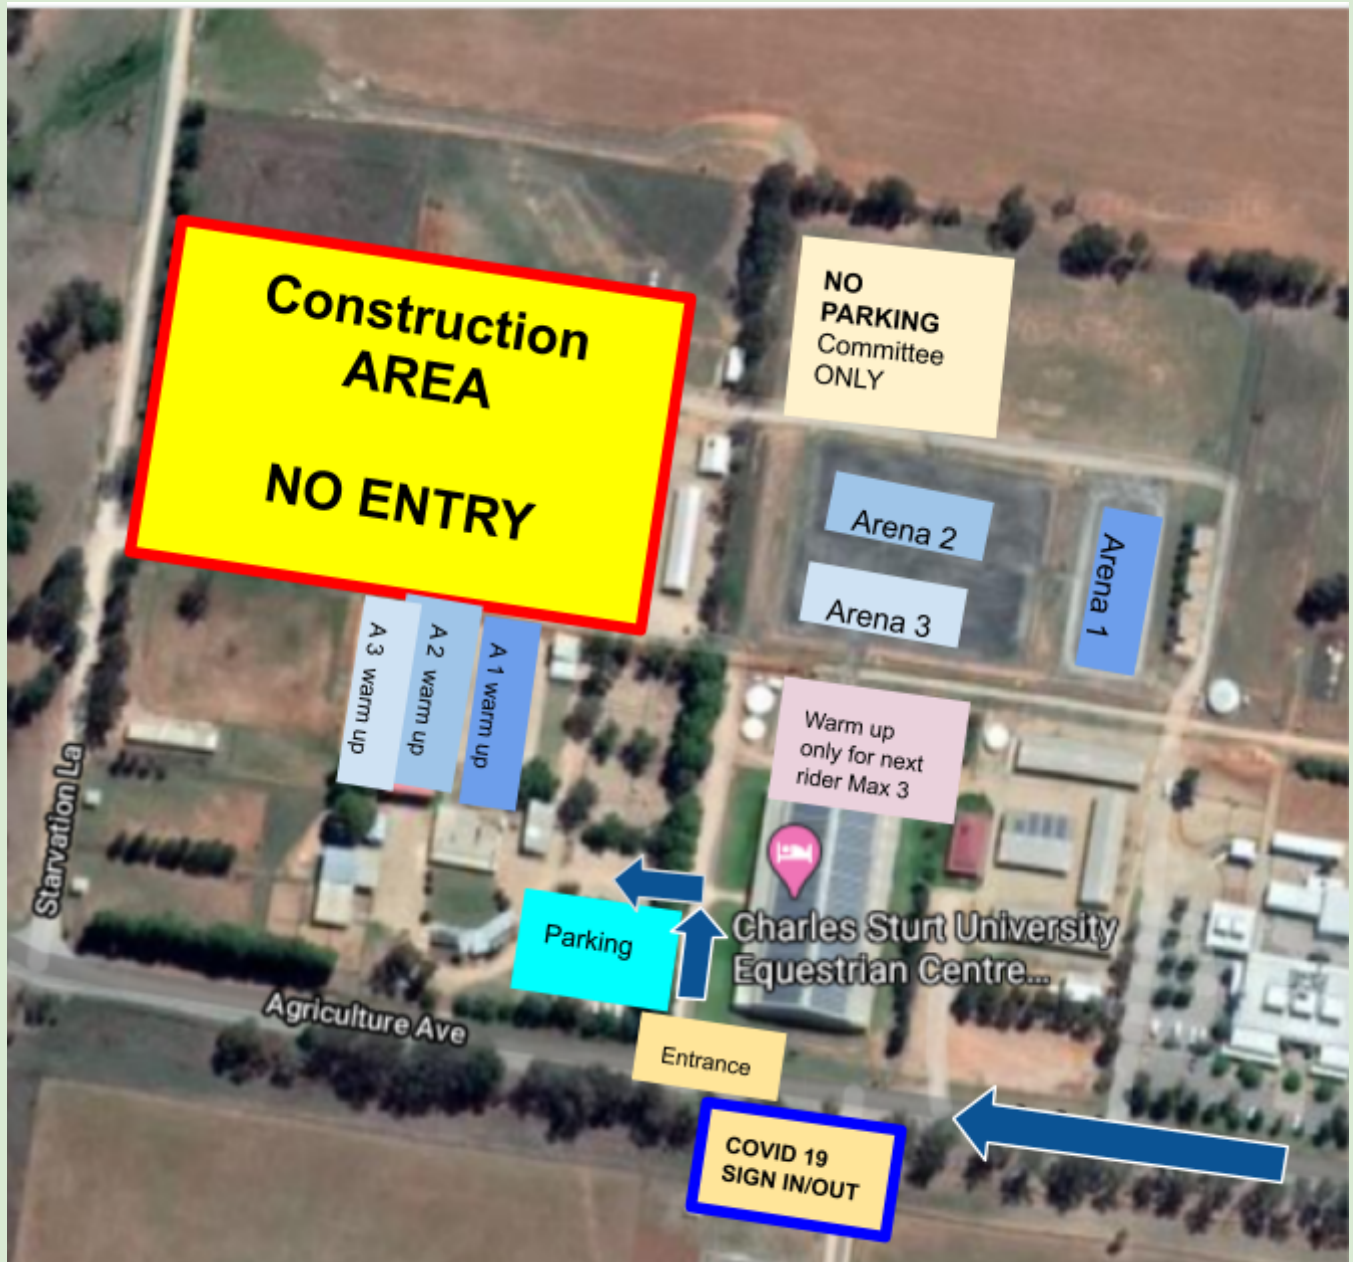 Construction
AREA
NO ENTRY
NO
PARKING
Committee
ONLY
Arena 2
Arena 3
Arena 1
A 3 warm up
A 2 warm up
A 1 warm up
Warm up
only for next
rider Max 3
Starvation La
Parking
Charles Sturt University
Equestrian Centre...
Agriculture Ave
Entrance
COVID 19
SIGN IN/OUT